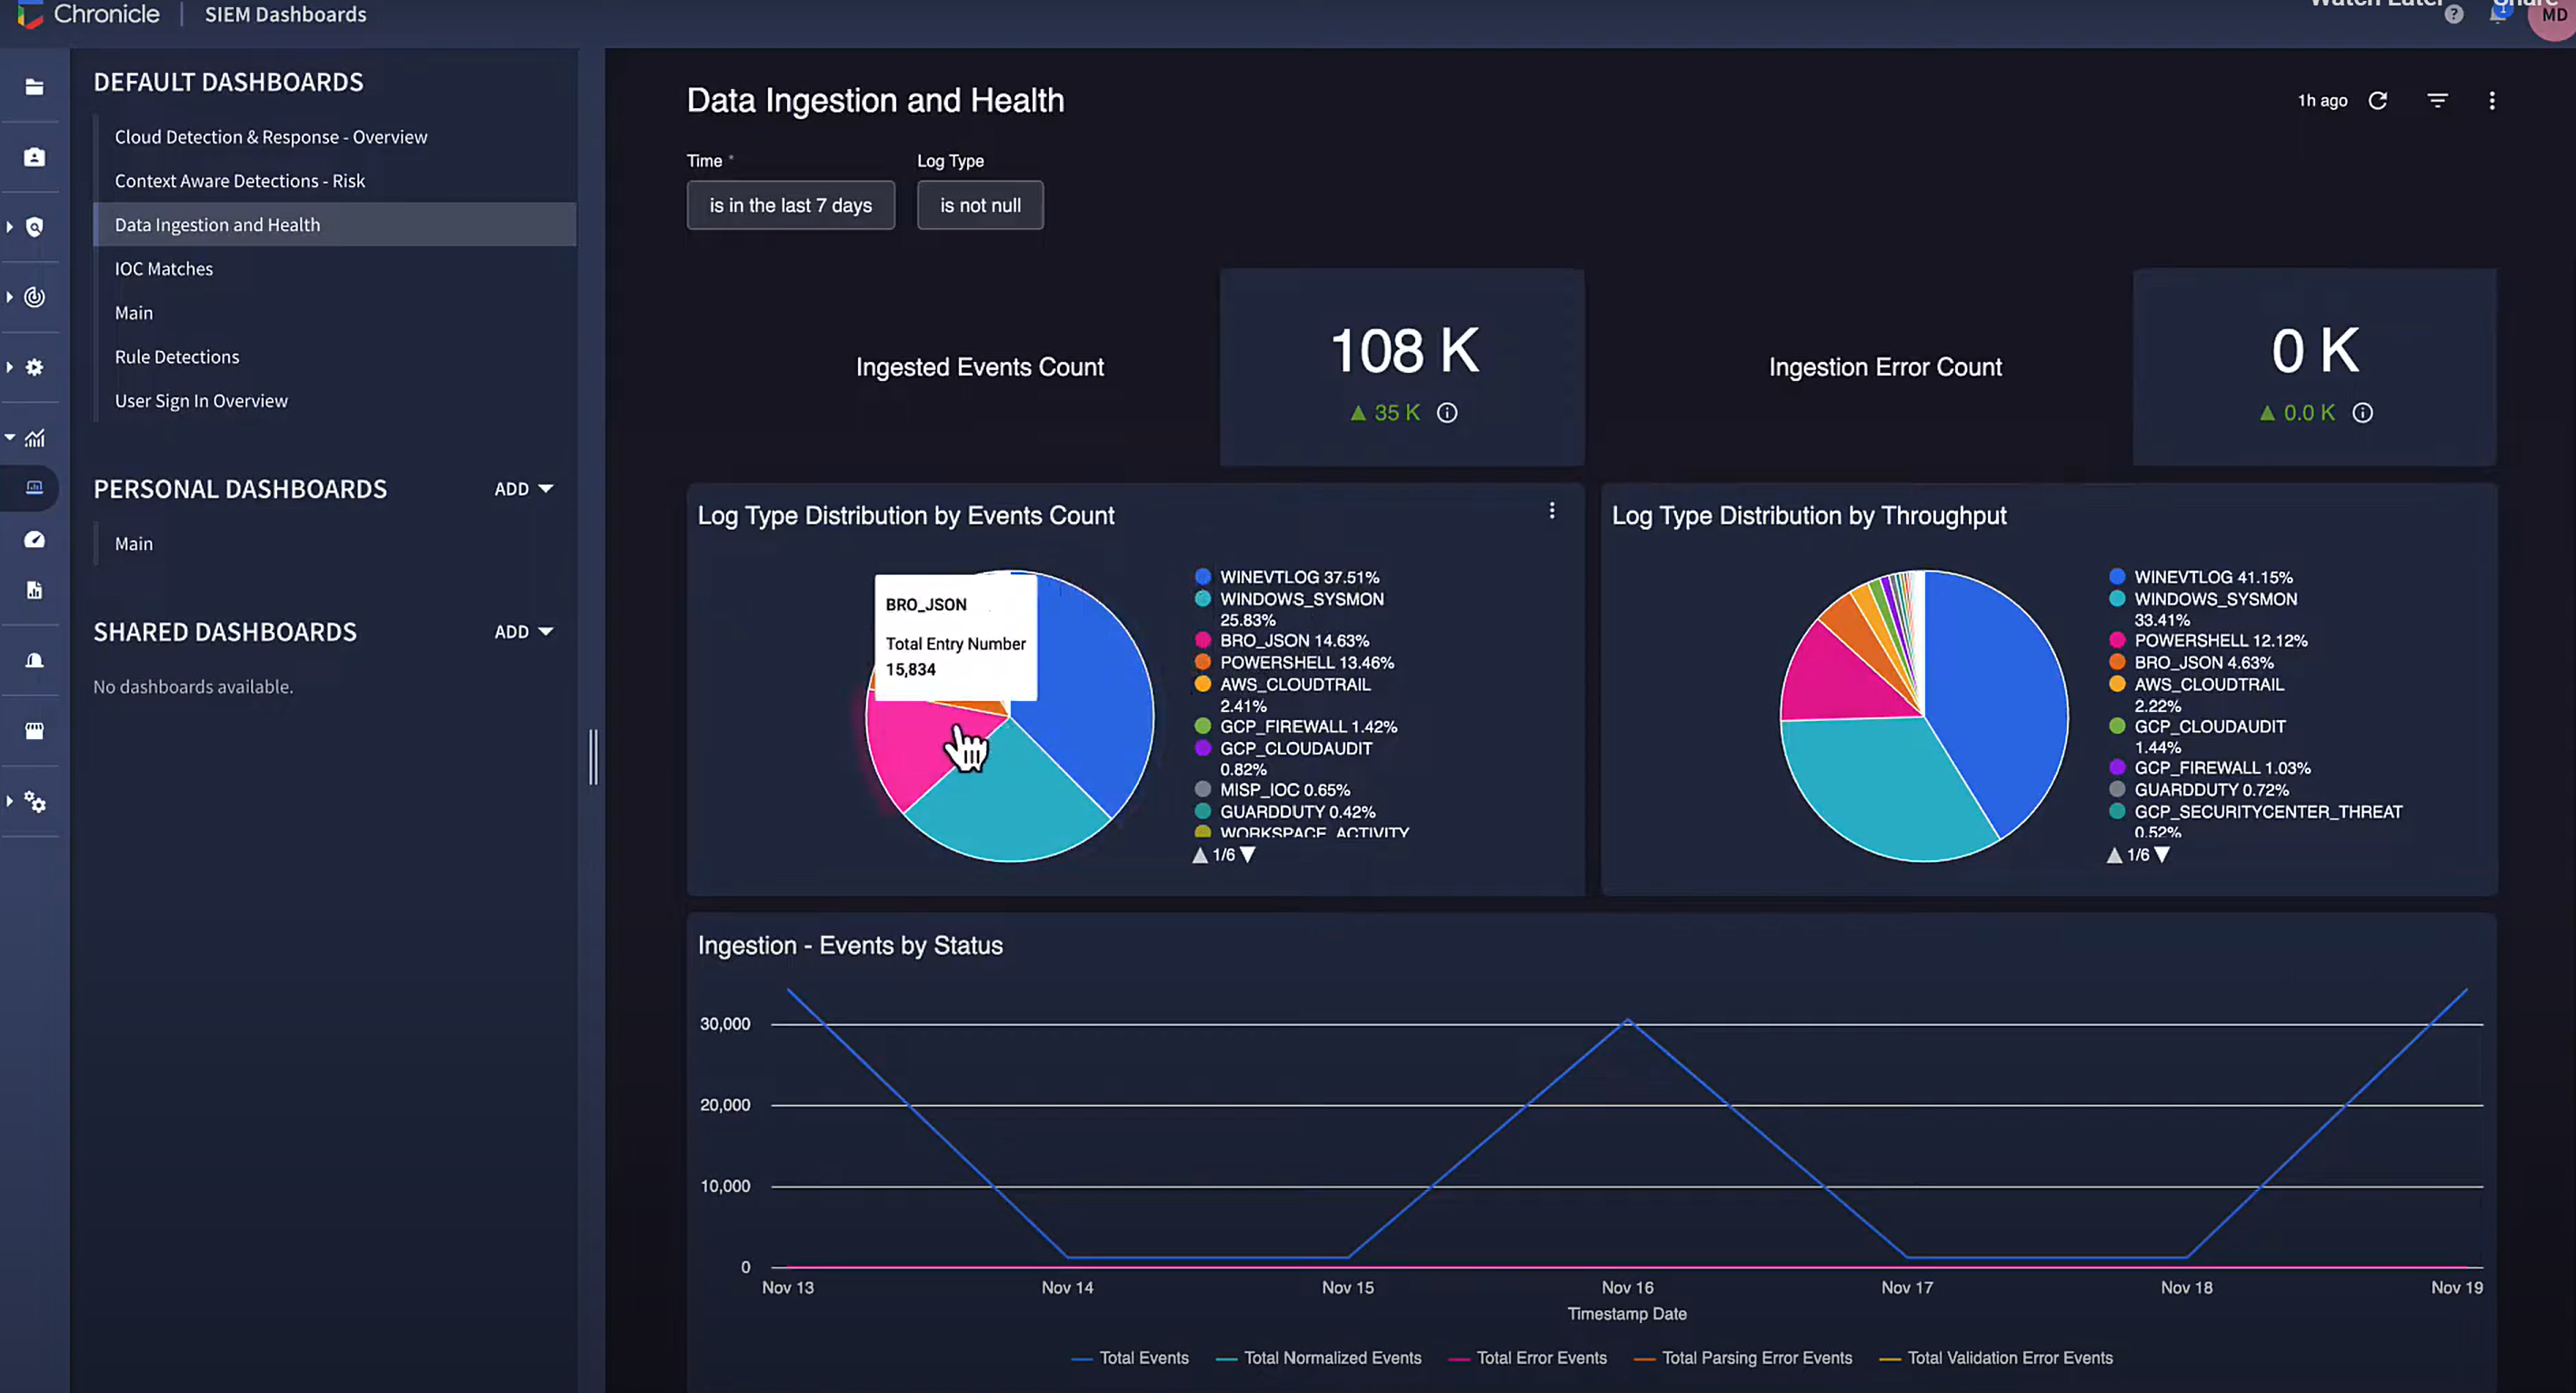 Chronicle
SIEM Dashboards
Watch Later
Share
?
1
MD
DEFAULT DASHBOARDS
Cloud Detection & Response - Overview
Context Aware Detections - Risk
Data Ingestion and Health
IOC Matches
Main
Rule Detections
User Sign In Overview
PERSONAL DASHBOARDS
ADD
Main
SHARED DASHBOARDS
ADD
No dashboards available.
Data Ingestion and Health
1h ago
Time *
Log Type
is in the last 7 days
is not null
Ingested Events Count
108 K
▲ 35 K
Ingestion Error Count
0 K
▲ 0.0 K
Log Type Distribution by Events Count
BRO_JSON
Total Entry Number
15,834
WINEVTLOG 37.51%
WINDOWS_SYSMON
25.83%
BRO_JSON 14.63%
POWERSHELL 13.46%
AWS_CLOUDTRAIL
2.41%
GCP_FIREWALL 1.42%
GCP_CLOUDAUDIT
0.82%
MISP_IOC 0.65%
GUARDDUTY 0.42%
WORKSPACE_ACTIVITY
▲ 1/6 ▼
Log Type Distribution by Throughput
WINEVTLOG 41.15%
WINDOWS_SYSMON
33.41%
POWERSHELL 12.12%
BRO_JSON 4.63%
AWS_CLOUDTRAIL
2.22%
GCP_CLOUDAUDIT
1.44%
GCP_FIREWALL 1.03%
GUARDDUTY 0.72%
GCP_SECURITYCENTER_THREAT
0.52%
▲ 1/6 ▼
Ingestion - Events by Status
30,000
20,000
10,000
0
Nov 13
Nov 14
Nov 15
Nov 16
Nov 17
Nov 18
Nov 19
Timestamp Date
Total Events
Total Normalized Events
Total Error Events
Total Parsing Error Events
Total Validation Error Events